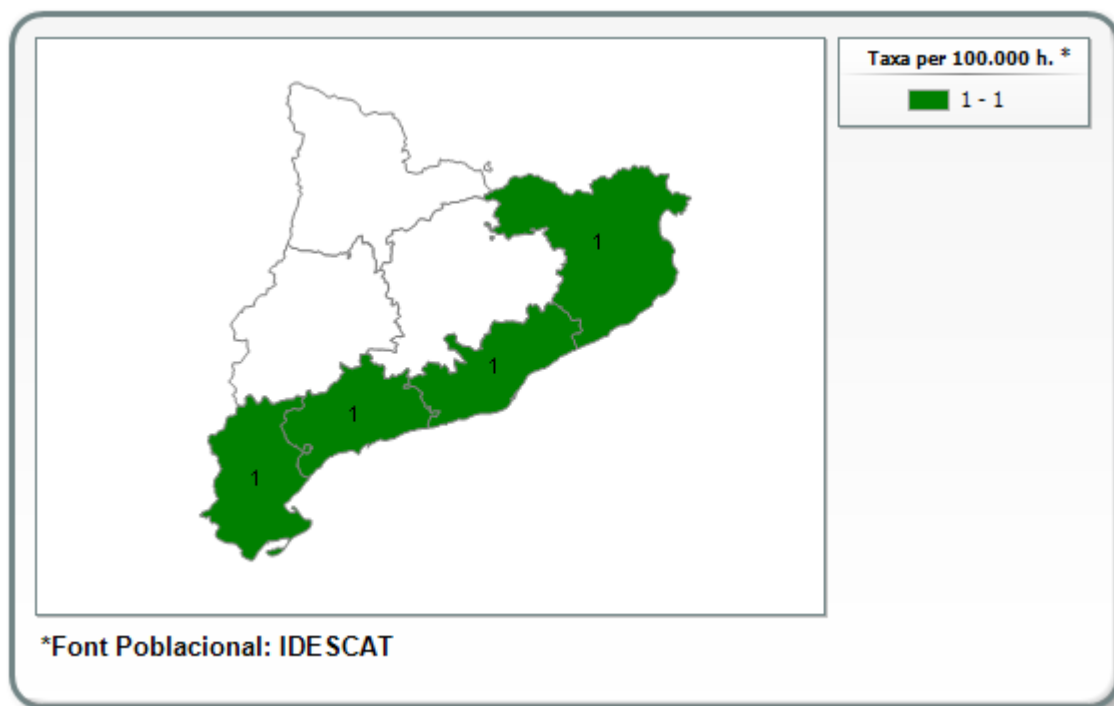 Taxa per 100.000 h. *
1 - 1
1
1
1
1
*Font Poblacional: IDESCAT